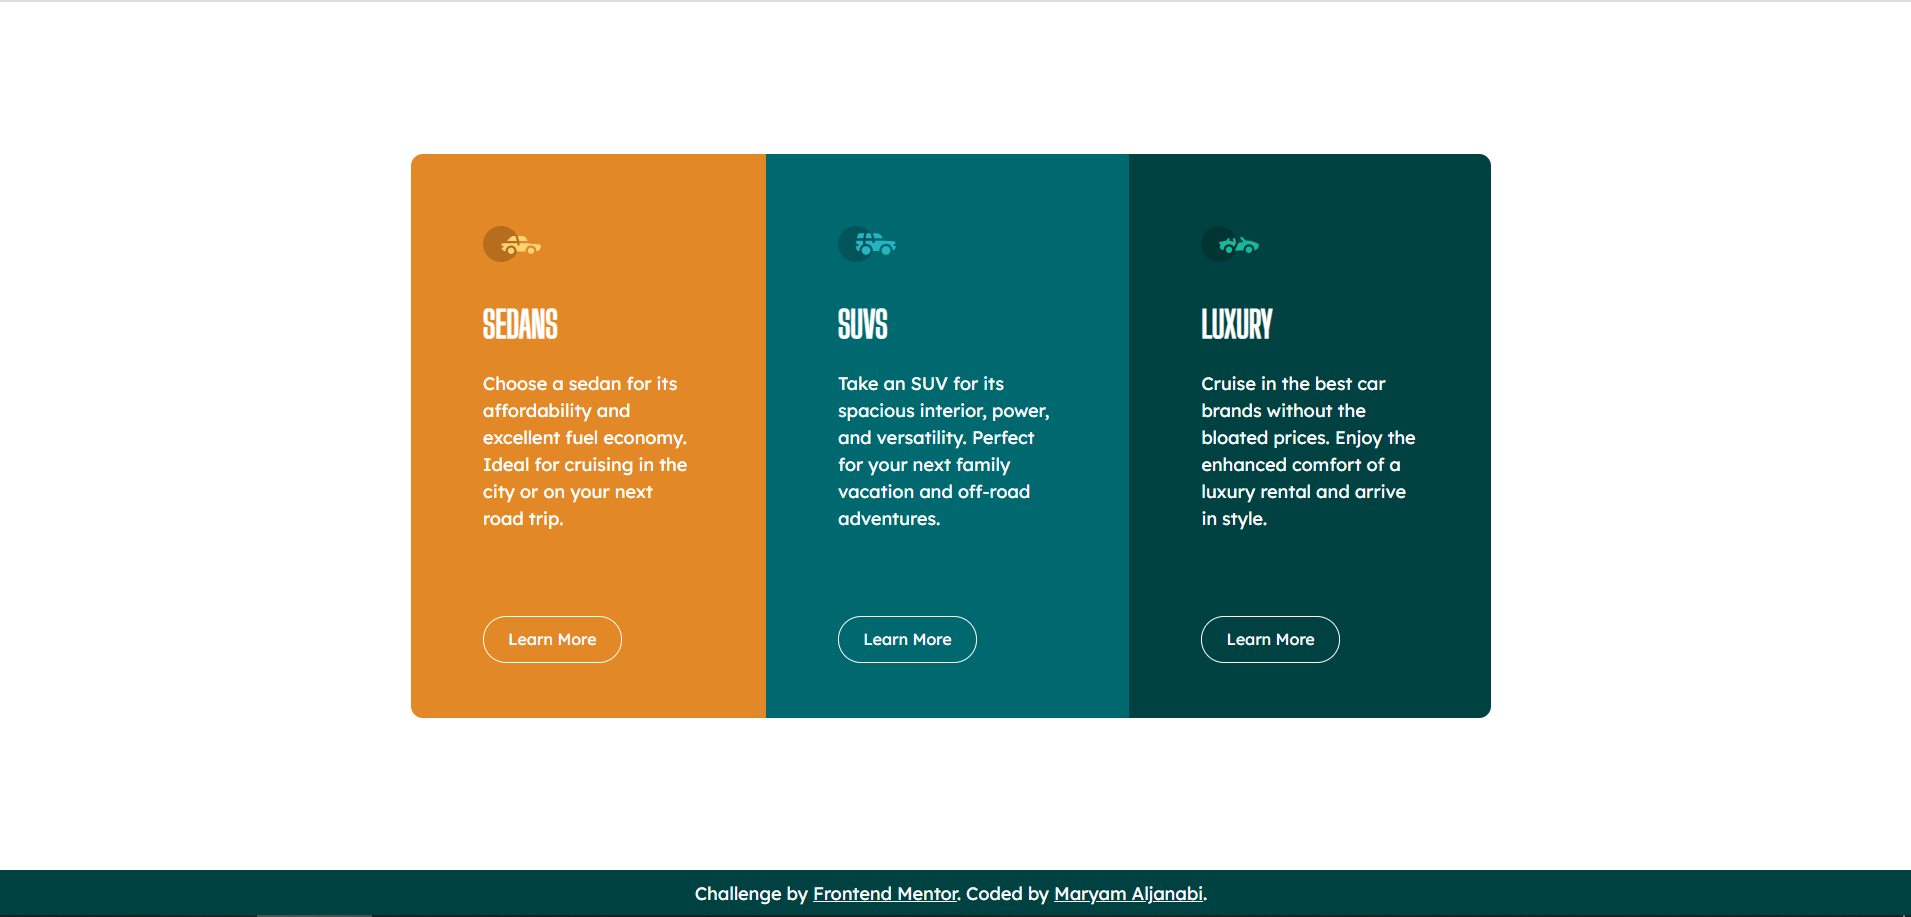 SEDANS
Choose a sedan for its
affordability and
excellent fuel economy.
Ideal for cruising in the
city or on your next
road trip.
Learn More
SUVS
Take an SUV for its
spacious interior, power,
and versatility. Perfect
for your next family
vacation and off-road
adventures.
Learn More
LUXURY
Cruise in the best car
brands without the
bloated prices. Enjoy the
enhanced comfort of a
luxury rental and arrive
in style.
Learn More
Challenge by Frontend Mentor. Coded by Maryam Aljanabi.